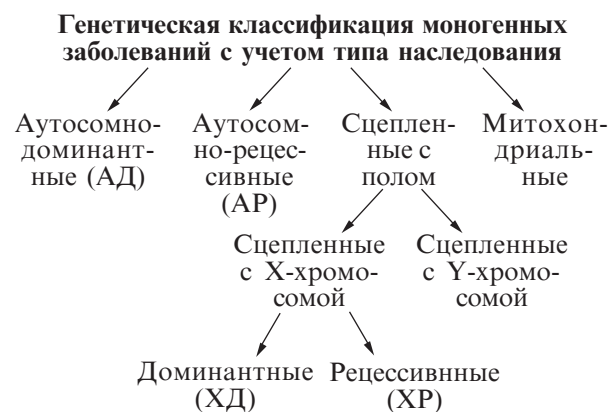 Генетическая классификация моногенных
заболеваний с учетом типа наследования
Аутосомно-
доминант-
ные (АД)
Аутосом-
но-рецес-
сивные
(АР)
Сцеплен-
ные с
полом
Митохон-
дриаль-
ные
Сцепленные
с X-хромо-
сомой
Сцепленные
с Y-хромо-
сомой
Доминантные
(ХД)
Рецессивнные
(ХР)